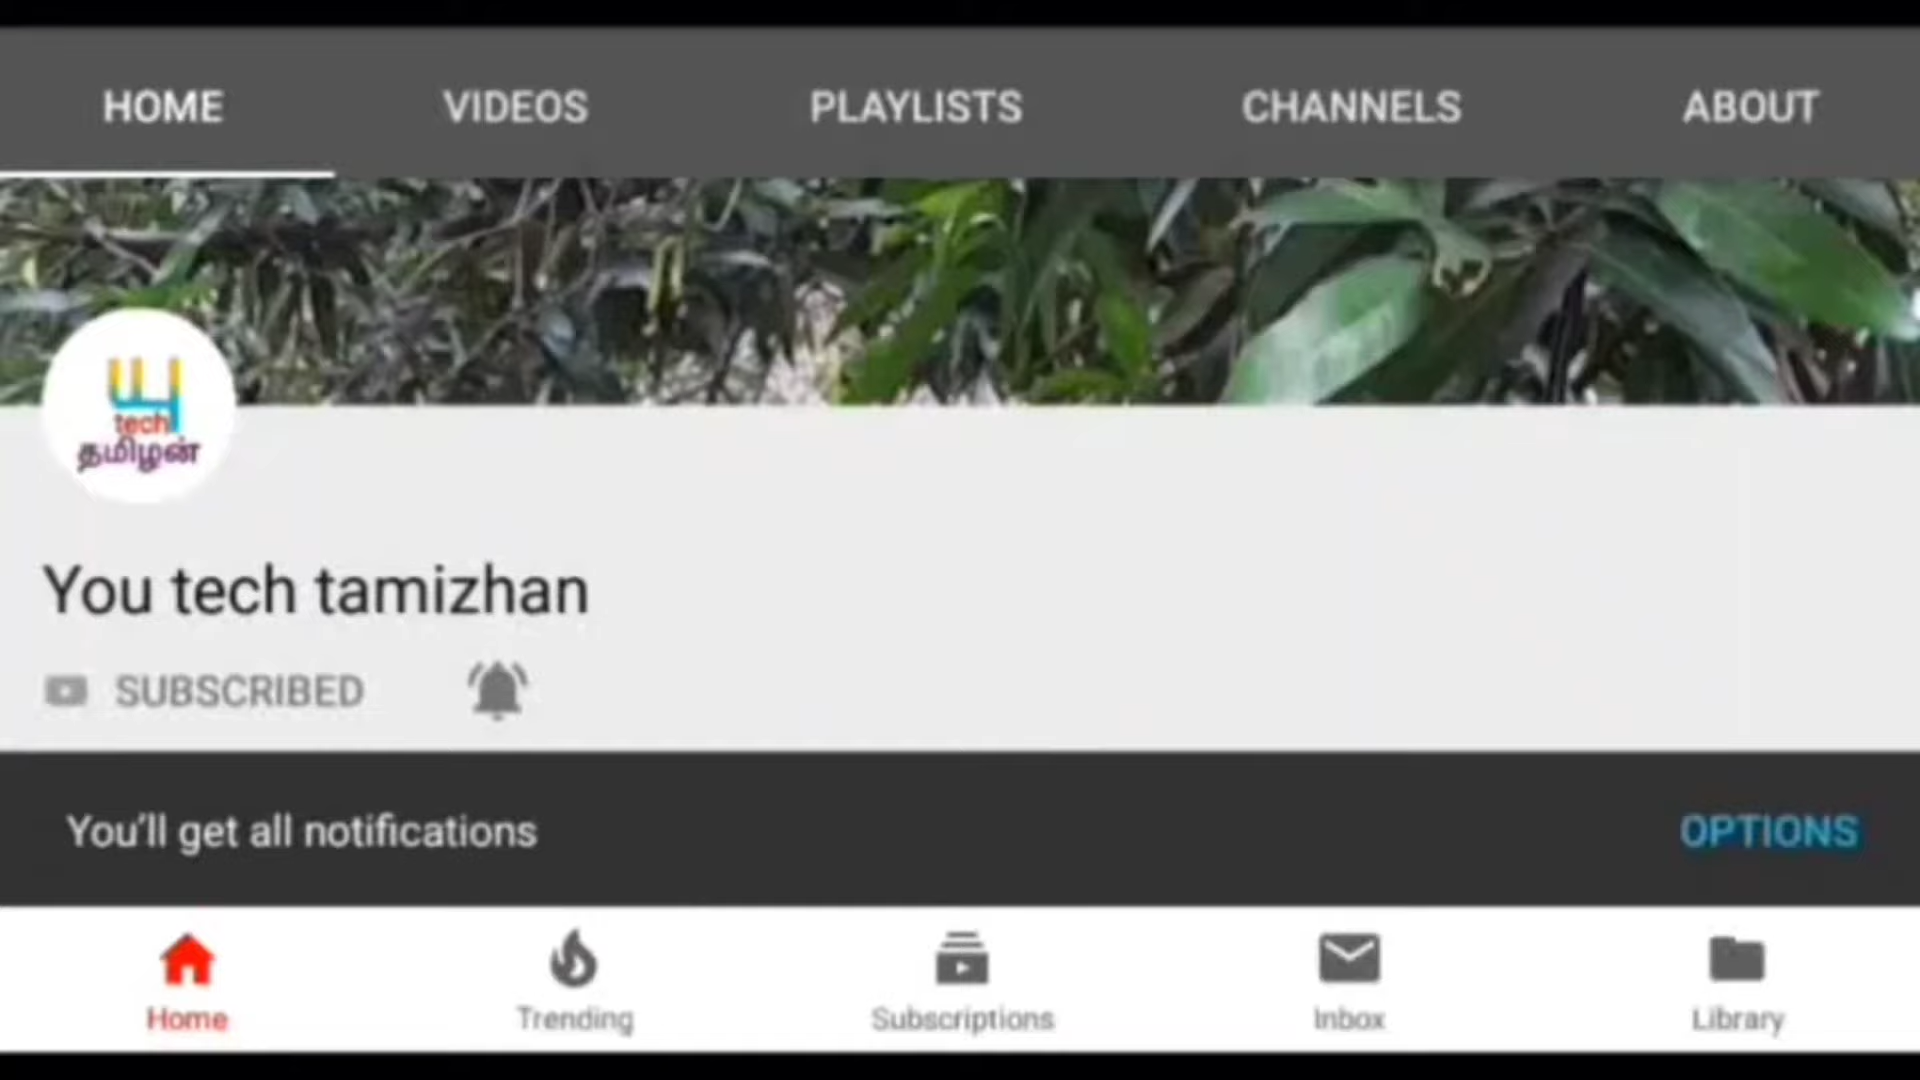 HOME VIDEOS PLAYLISTS CHANNELS ABOUT
tech
தமிழன்
You tech tamizhan
SUBSCRIBED
You'll get all notifications OPTIONS
Home Trending Subscriptions Inbox Library